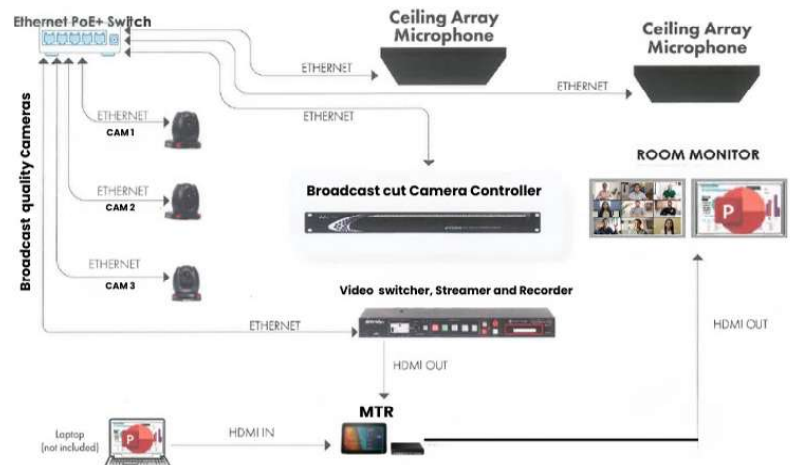 Ethernet PoE+ Switch
Ceiling Array
Microphone
Ceiling Array
Microphone
ETHERNET
ETHERNET
ETHERNET
Broadcast quality Cameras
ETHERNET
CAM 1
ETHERNET
CAM 2
ETHERNET
CAM 3
ROOM MONITOR
Broadcast cut Camera Controller
P
Video switcher, Streamer and Recorder
ETHERNET
HDMI OUT
HDMI OUT
MTR
Laptop
(not included)
P
HDMI IN